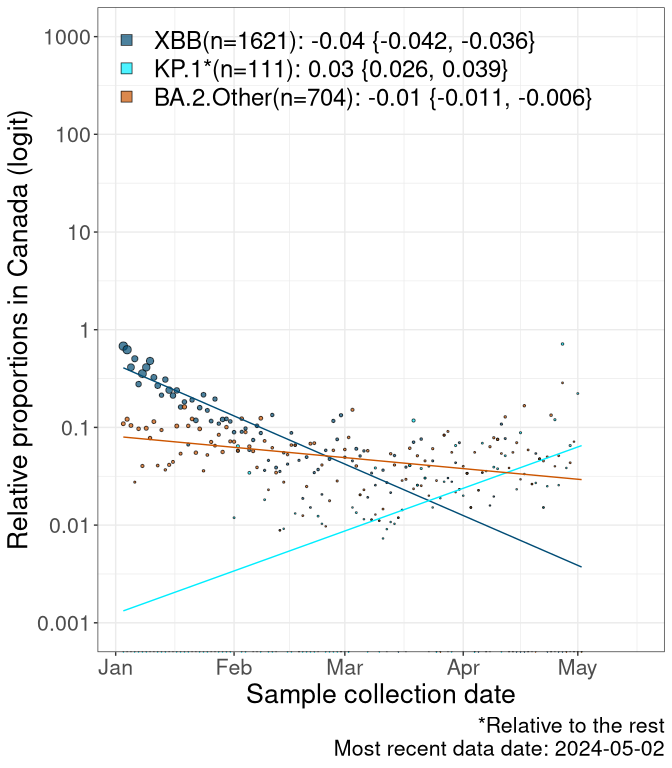 XBB(n=1621): -0.04 {-0.042, -0.036}
KP.1*(n=111): 0.03 {0.026, 0.039}
BA.2.Other(n=704): -0.01 {-0.011, -0.006}
Relative proportions in Canada (logit)
1000
100
10
1
0.1
0.01
0.001
Jan Feb Mar Apr May
Sample collection date
*Relative to the rest
Most recent data date: 2024-05-02